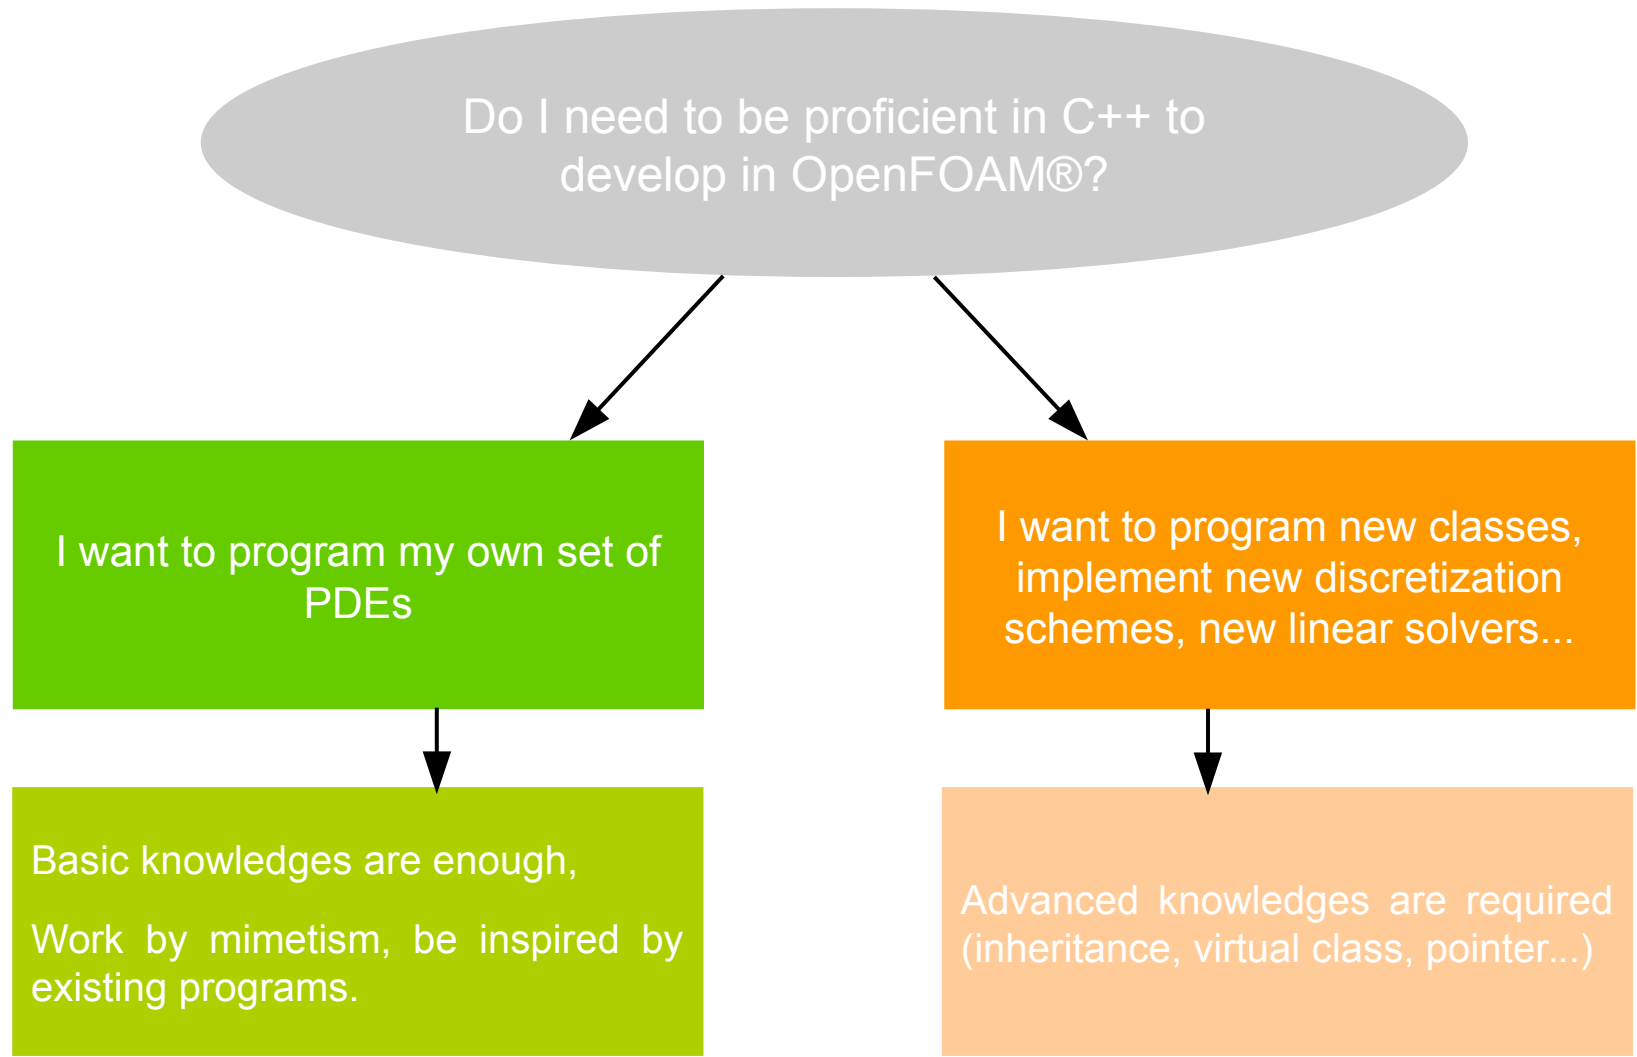 Do I need to be proficient in C++ to
develop in OpenFOAM®?
I want to program my own set of
PDEs
I want to program new classes,
implement new discretization
schemes, new linear solvers...
Basic knowledges are enough,
Work by mimetism, be inspired by
existing programs.
Advanced knowledges are required
(inheritance, virtual class, pointer...)